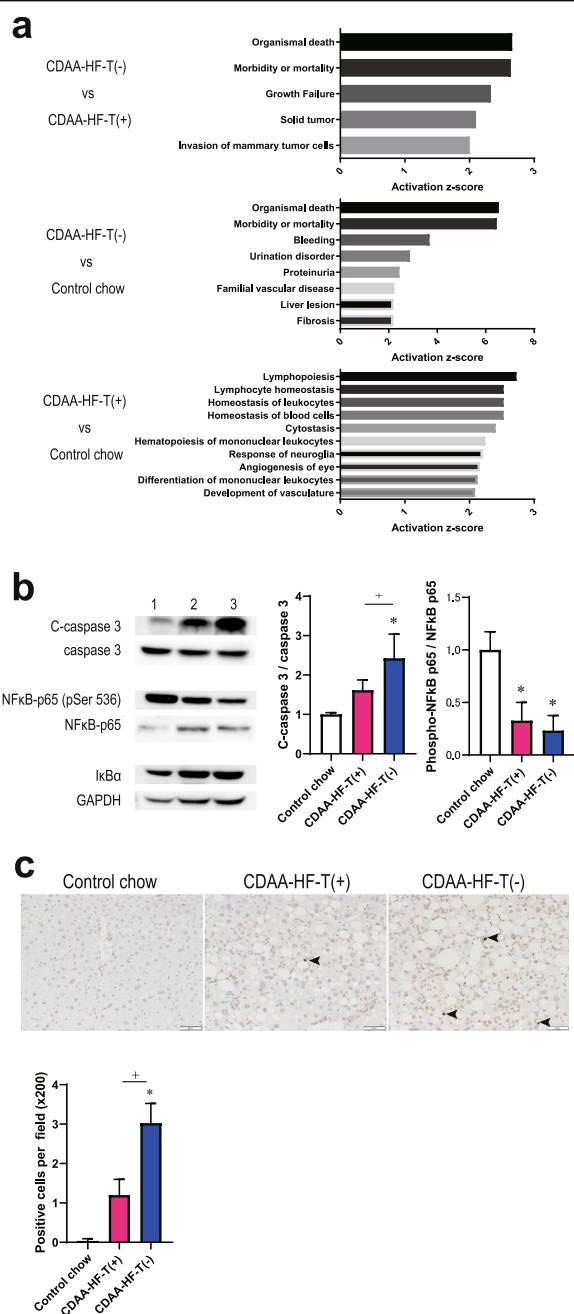 a
CDAA-HF-T(-)
vs
CDAA-HF-T(+)
Organismal death
Morbidity or mortality
Growth Failure
Solid tumor
Invasion of mammary tumor cells
0 1 2 3
Activation z-score
CDAA-HF-T(-)
vs
Control chow
Organismal death
Morbidity or mortality
Bleeding
Urination disorder
Proteinuria
Familial vascular disease
Liver lesion
Fibrosis
0 2 4 6 8
Activation z-score
CDAA-HF-T(+)
vs
Control chow
Lymphopoiesis
Lymphocyte homeostasis
Homeostasis of leukocytes
Homeostasis of blood cells
Cytostasis
Hematopoiesis of mononuclear leukocytes
Response of neuroglia
Angiogenesis of eye
Differentiation of mononuclear leukocytes
Development of vasculature
0 1 2 3
Activation z-score
b
1 2 3
C-caspase 3
caspase 3
NFκB-p65 (pSer 536)
NFκB-p65
IκBα
GAPDH
C-caspase 3 / caspase 3
4
3
2
1
0
+
*
Control chow
CDAA-HF-T(+)
CDAA-HF-T(-)
Phospho-NFkB p65 / NFkB p65
1.5
1.0
0.5
0.0
* *
Control chow
CDAA-HF-T(+)
CDAA-HF-T(-)
c
Control chow CDAA-HF-T(+) CDAA-HF-T(-)
Positive cells per field (x200)
4
3
2
1
0
+
*
Control chow
CDAA-HF-T(+)
CDAA-HF-T(-)